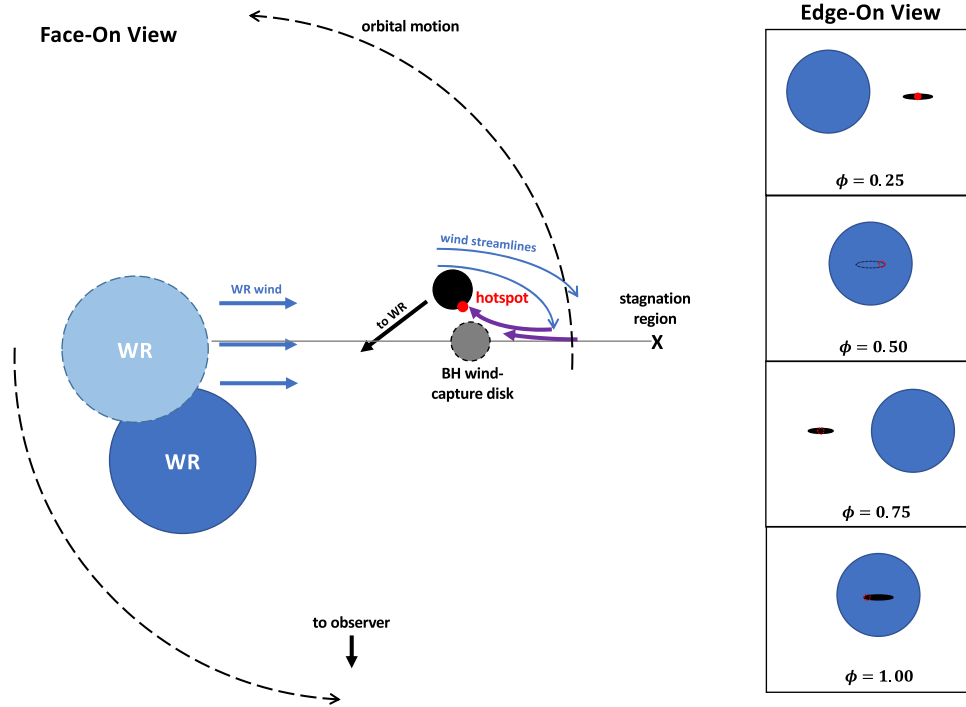 Face-On View
orbital motion
wind streamlines
WR wind
hotspot
to WR
stagnation
region
X
WR
BH wind-
capture disk
WR
to observer
Edge-On View
ϕ = 0.25
ϕ = 0.50
ϕ = 0.75
ϕ = 1.00